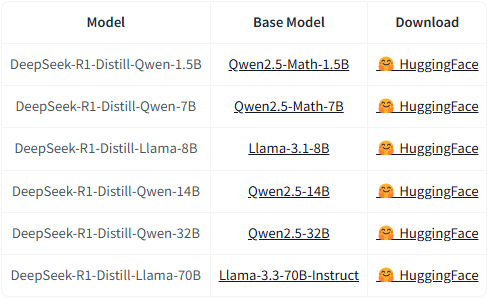 Model Base Model Download
DeepSeek-R1-Distill-Qwen-1.5B Qwen2.5-Math-1.5B 🤗 HuggingFace
DeepSeek-R1-Distill-Qwen-7B Qwen2.5-Math-7B 🤗 HuggingFace
DeepSeek-R1-Distill-Llama-8B Llama-3.1-8B 🤗 HuggingFace
DeepSeek-R1-Distill-Qwen-14B Qwen2.5-14B 🤗 HuggingFace
DeepSeek-R1-Distill-Qwen-32B Qwen2.5-32B 🤗 HuggingFace
DeepSeek-R1-Distill-Llama-70B Llama-3.3-70B-Instruct 🤗 HuggingFace